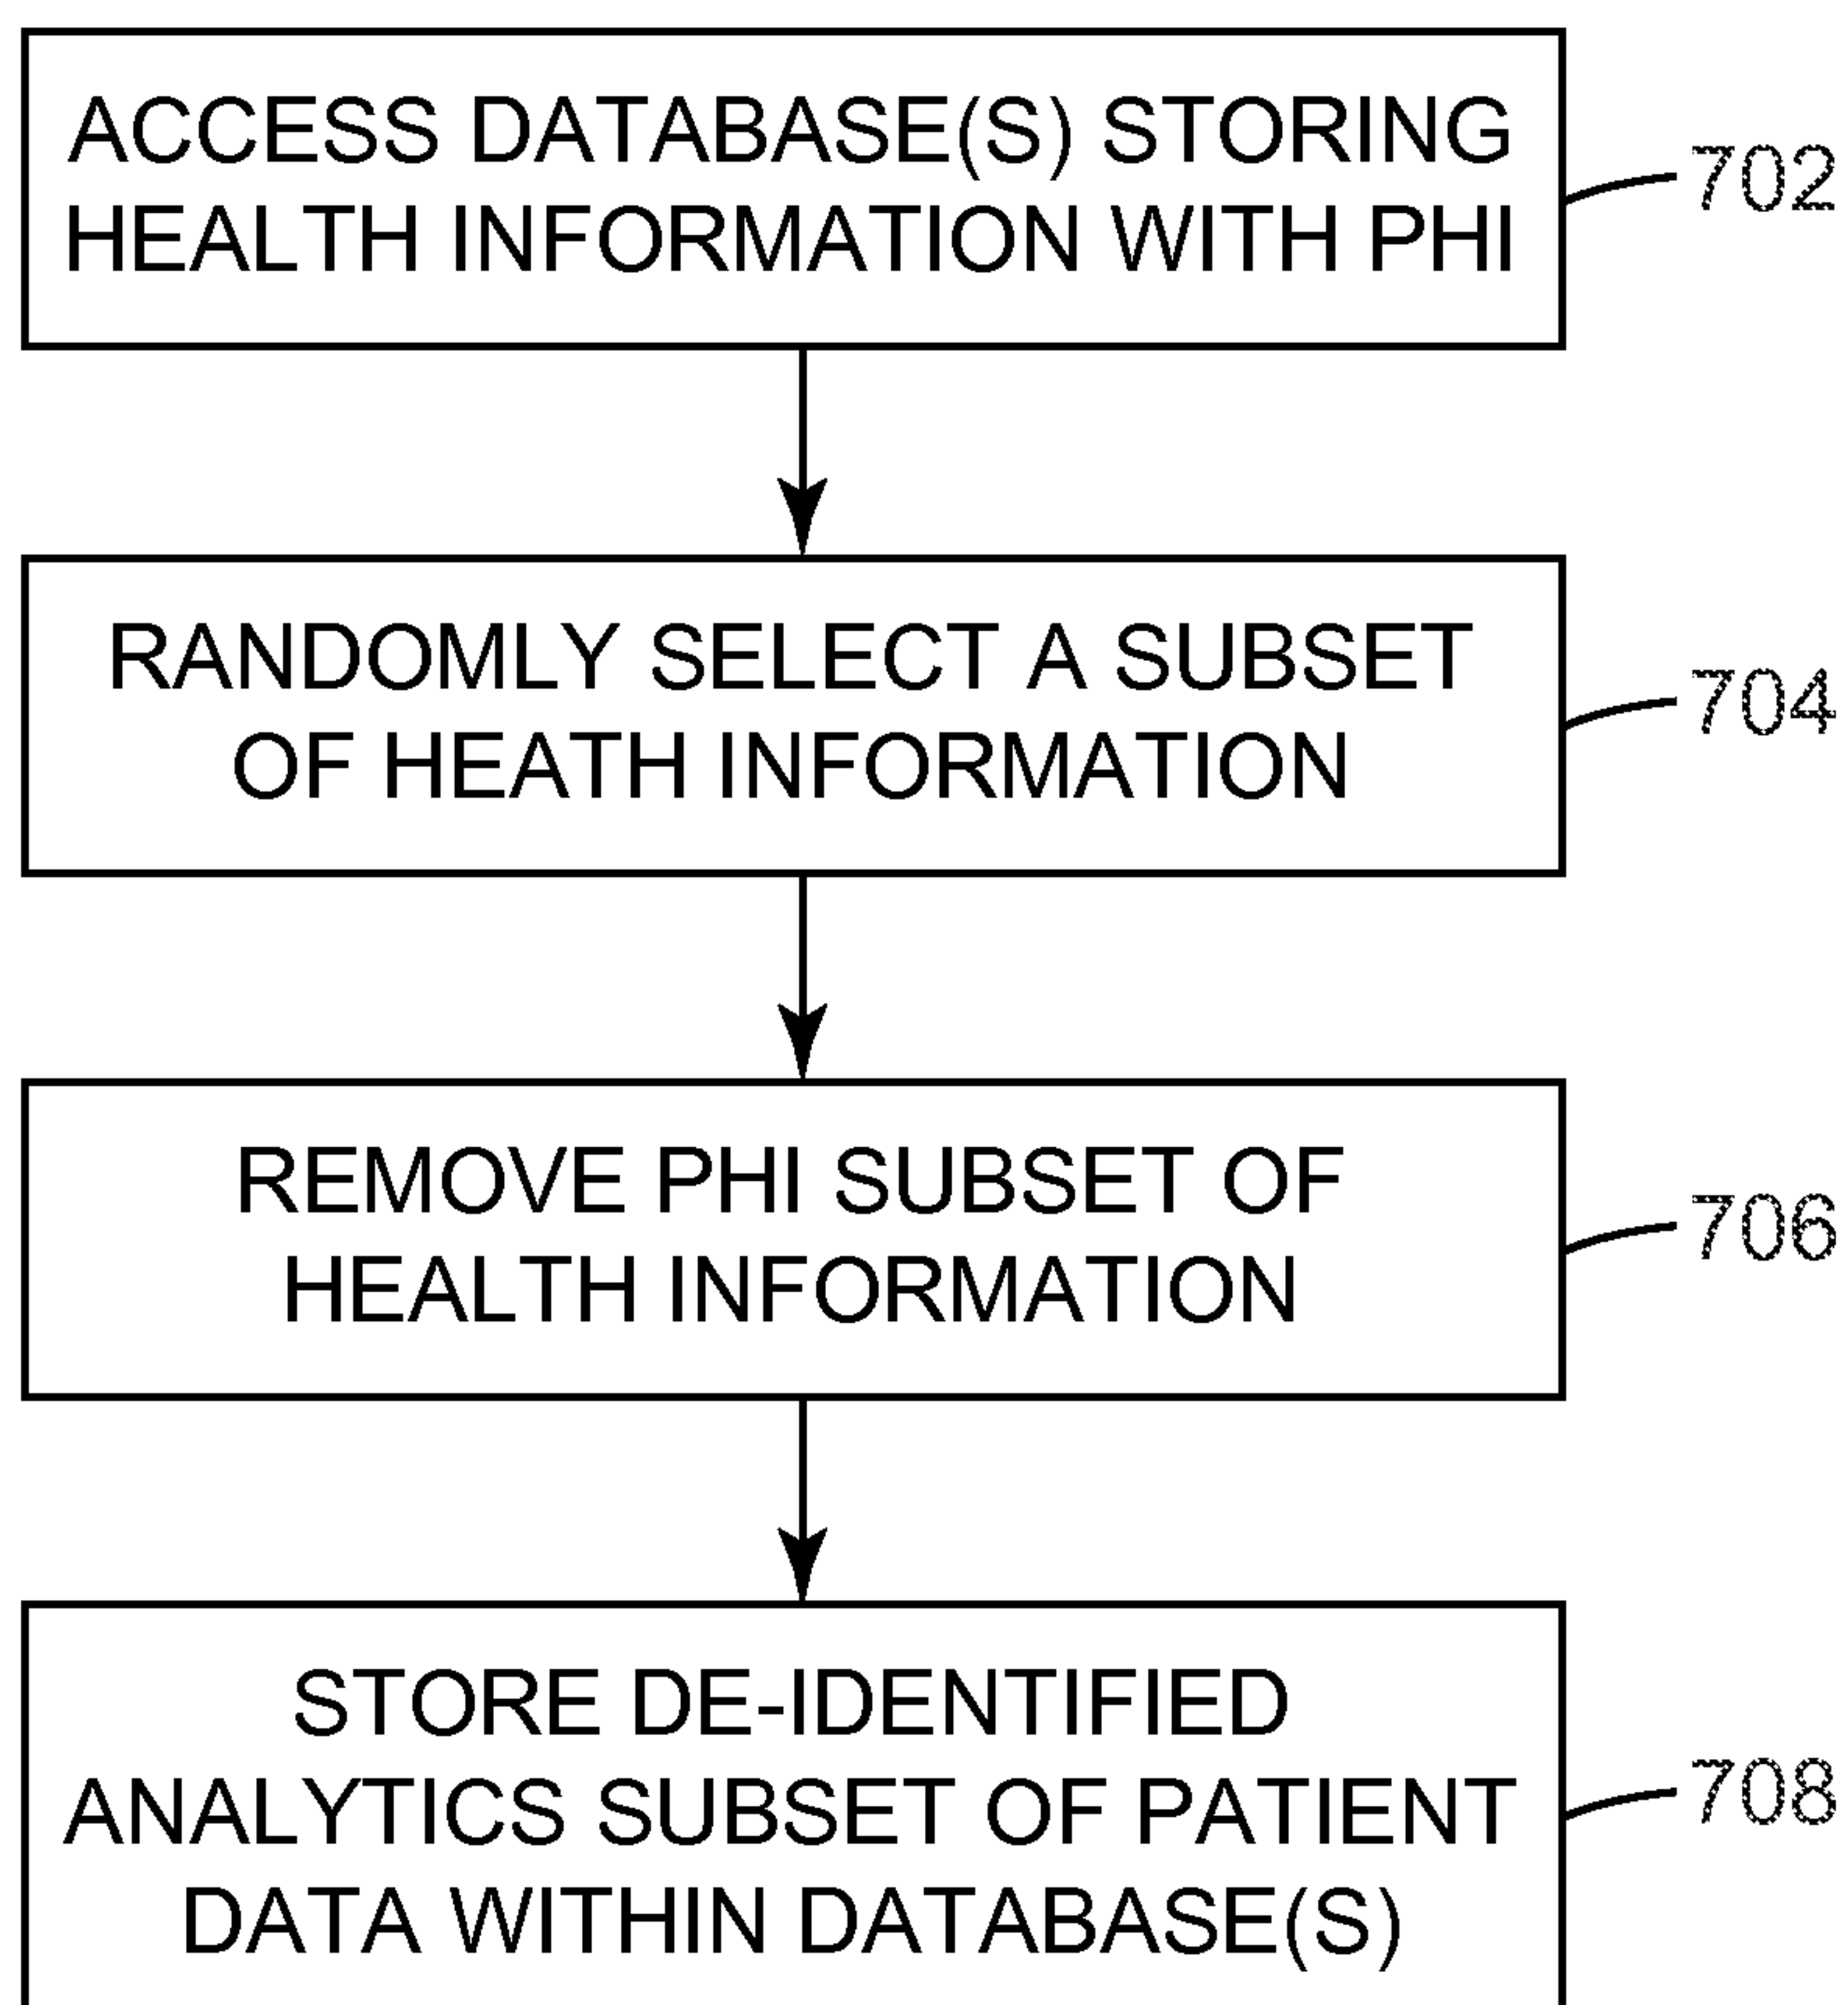 ACCESS DATABASE(S) STORING
HEALTH INFORMATION WITH PHI
702
RANDOMLY SELECT A SUBSET
OF HEATH INFORMATION
704
REMOVE PHI SUBSET OF
HEALTH INFORMATION
706
STORE DE-IDENTIFIED
ANALYTICS SUBSET OF PATIENT
DATA WITHIN DATABASE(S)
708